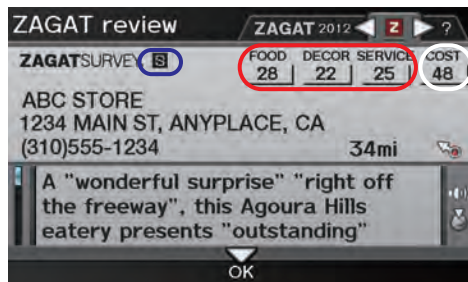 ZAGAT review
ZAGAT 2012 Z ?
ZAGATSURVEY S
FOOD DECOR SERVICE COST
28 22 25 48
ABC STORE
1234 MAIN ST, ANYPLACE, CA
(310)555-1234 34mi
A "wonderful surprise" "right off
the freeway", this Agoura Hills
eatery presents "outstanding"
OK